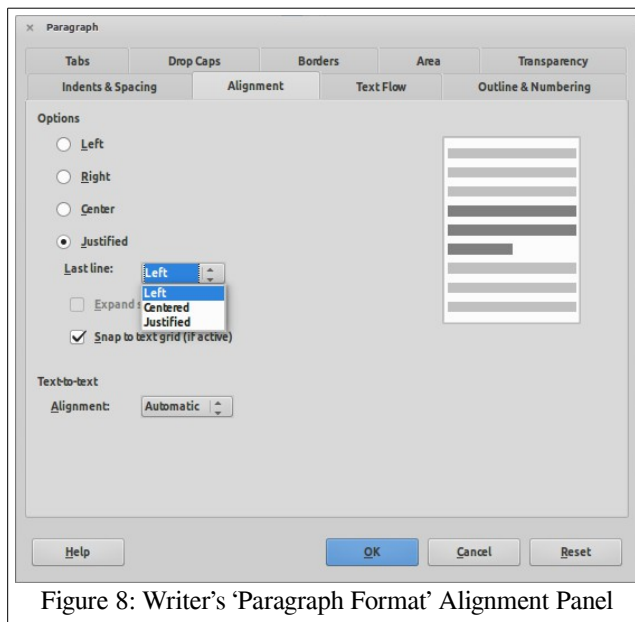 × Paragraph
Tabs Drop Caps Borders Area Transparency
Indents & Spacing Alignment Text Flow Outline & Numbering
Options
Left
Right
Center
Justified
Last line: Left
Left
Expand
Centered
Justified
Snap to text grid (if active)
Text-to-text
Alignment: Automatic
Help OK Cancel Reset
Figure 8: Writer’s ‘Paragraph Format’ Alignment Panel